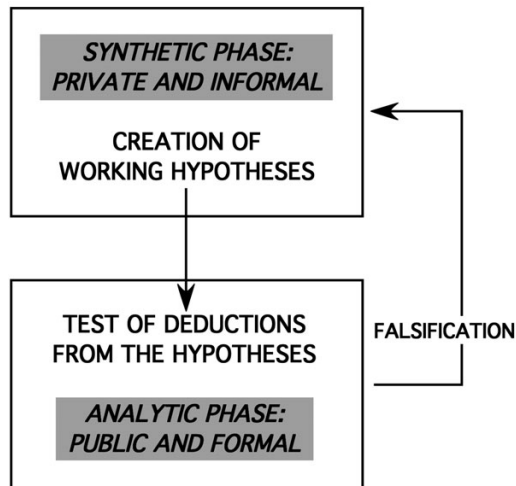 SYNTHETIC PHASE:
PRIVATE AND INFORMAL
CREATION OF
WORKING HYPOTHESES
TEST OF DEDUCTIONS
FROM THE HYPOTHESES
FALSIFICATION
ANALYTIC PHASE:
PUBLIC AND FORMAL